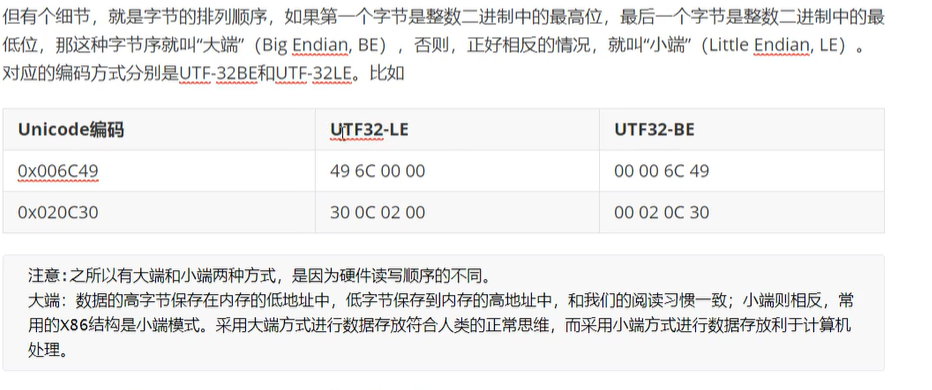 但有个细节，就是字节的排列顺序，如果第一个字节是整数二进制中的最高位，最后一个字节是整数二进制中的最
低位，那这种字节序就叫“大端”（Big Endian, BE），否则，正好相反的情况，就叫“小端”（Little Endian, LE）。
对应的编码方式分别是UTF-32BE和UTF-32LE。比如
Unicode编码 UTF32-LE UTF32-BE
0x006C49 49 6C 00 00 00 00 6C 49
0x020C30 30 0C 02 00 00 02 0C 30
注意:之所以有大端和小端两种方式，是因为硬件读写顺序的不同。
大端：数据的高字节保存在内存的低地址中，低字节保存到内存的高地址中，和我们的阅读习惯一致；小端则相反，常
用的X86结构是小端模式。采用大端方式进行数据存放符合人类的正常思维，而采用小端方式进行数据存放利于计算机
处理。